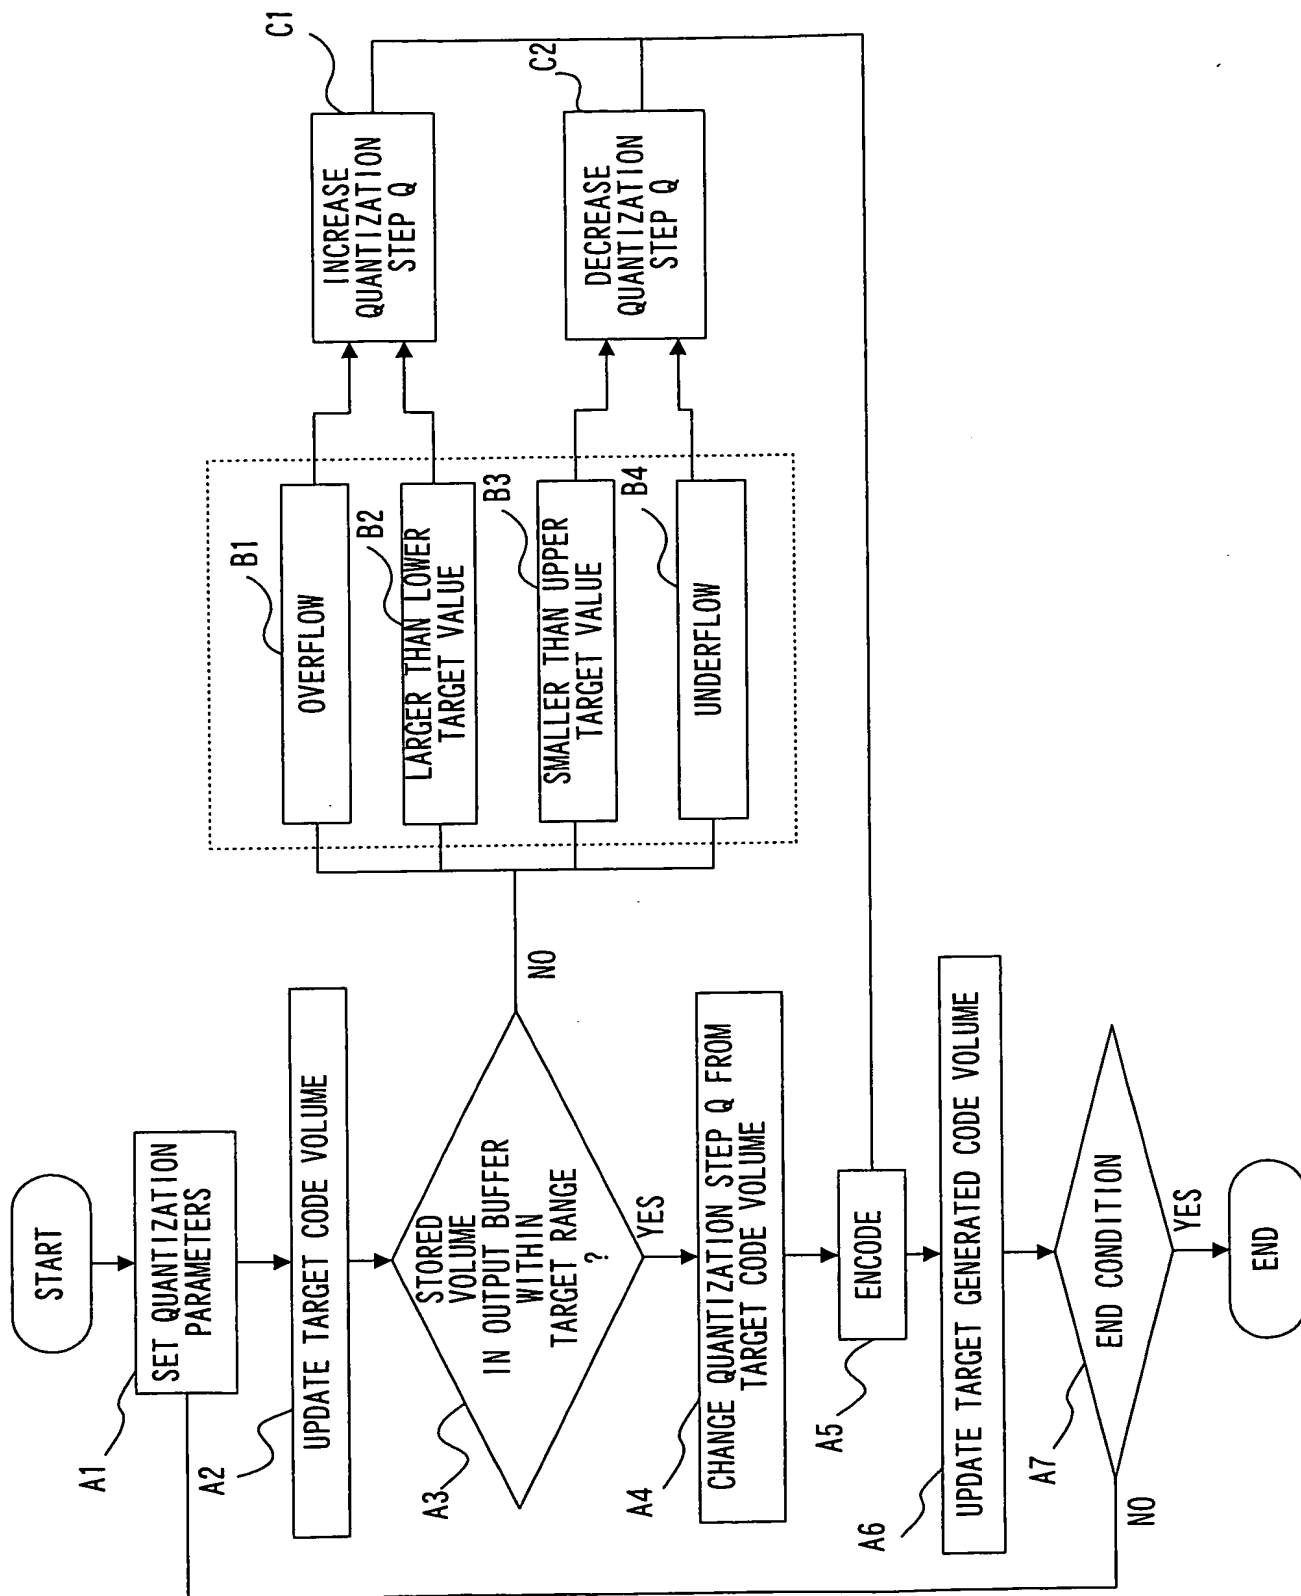 START
A1
SET QUANTIZATION
PARAMETERS
A2
UPDATE TARGET CODE VOLUME
A3
STORED
VOLUME
IN OUTPUT BUFFER
WITHIN
TARGET RANGE
?
NO
YES
B1
OVERFLOW
B2
LARGER THAN LOWER
TARGET VALUE
B3
SMALLER THAN UPPER
TARGET VALUE
B4
UNDERFLOW
C1
INCREASE
QUANTIZATION
STEP Q
C2
DECREASE
QUANTIZATION
STEP Q
A4
CHANGE QUANTIZATION STEP Q FROM
TARGET CODE VOLUME
A5
ENCODE
A6
UPDATE TARGET GENERATED CODE VOLUME
A7
END CONDITION
NO
YES
END